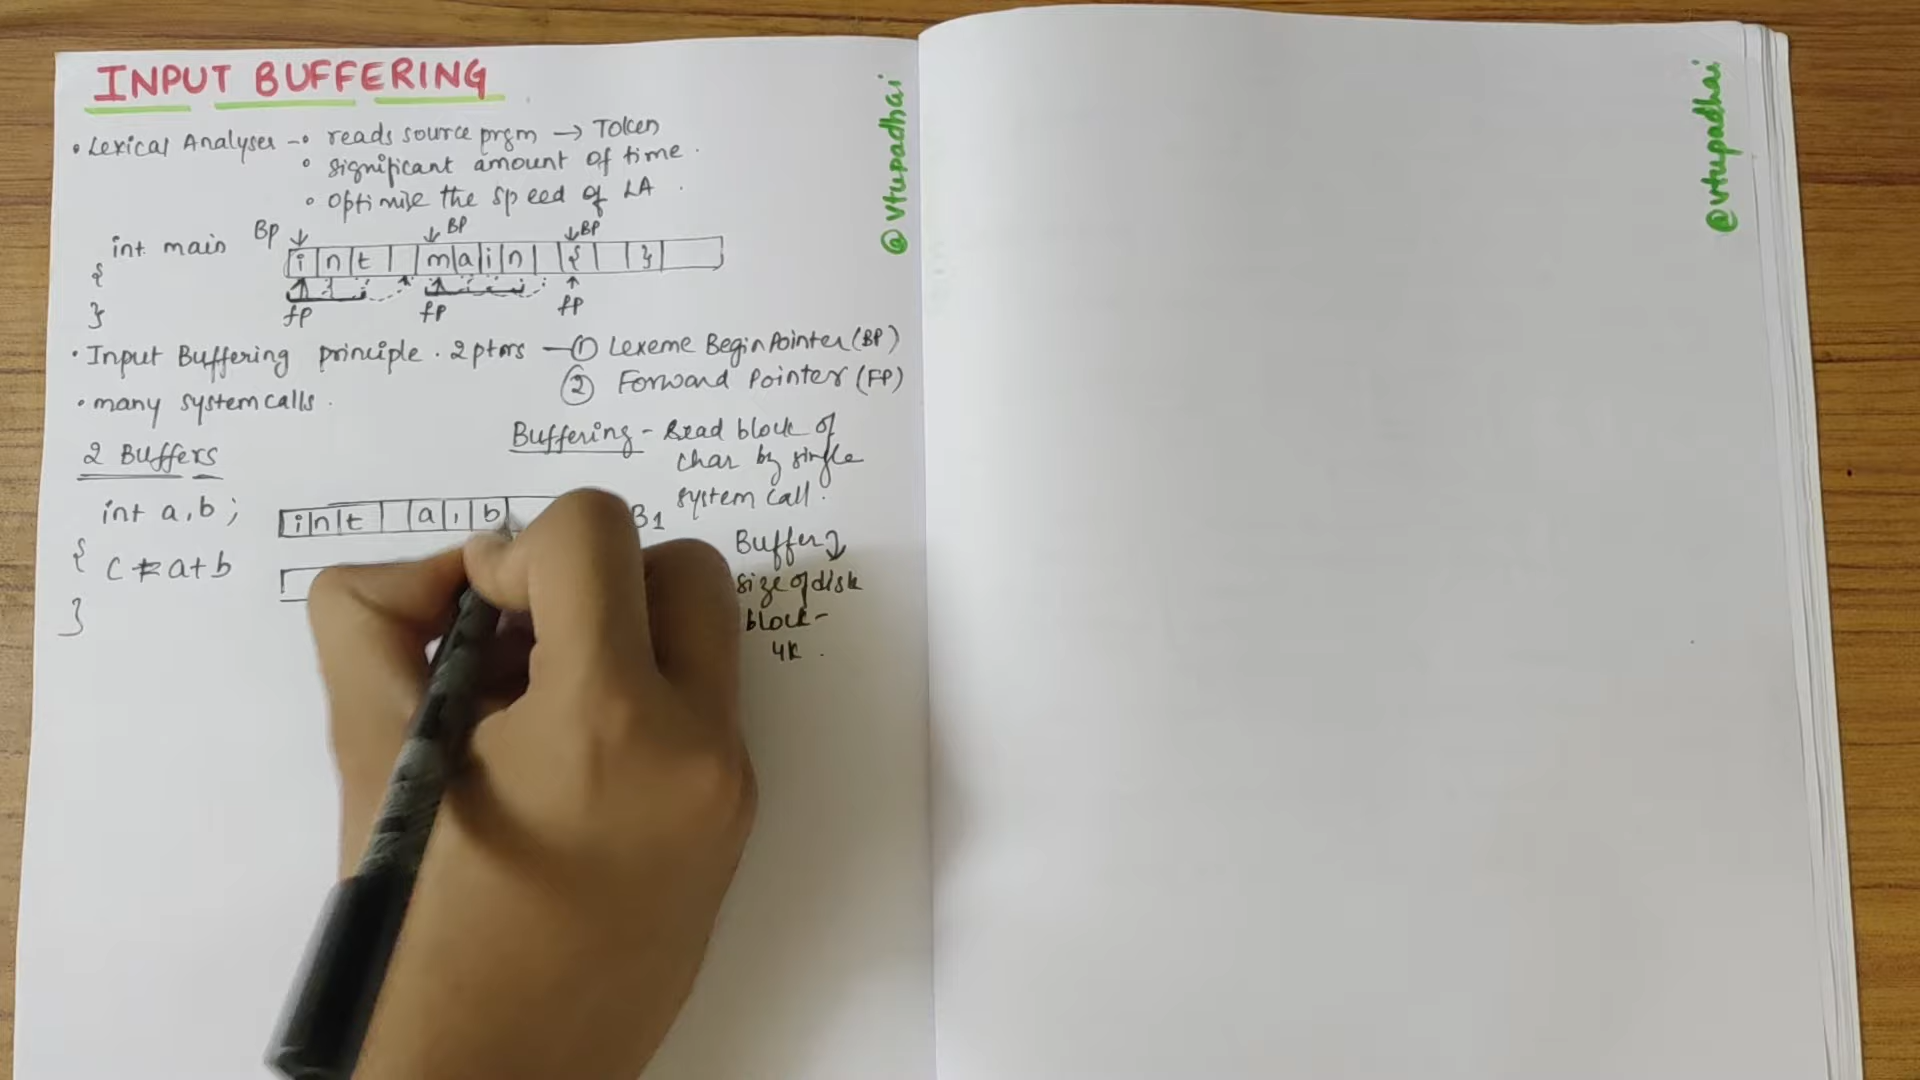 INPUT BUFFERING
• Lexical Analyser – • reads source prgm → Token
• significant amount of time.
• optimize the speed of LA.
Bp ↓ ↓ BP ↓ BP
int main
{
}
i n t m a i n { }
fp fp fp
• Input Buffering principle. 2 ptrs — ① Lexeme Begin Pointer (BP)
② Forward Pointer (FP)
• many system calls.
Buffering – Read block of
char by single
system call.
2 Buffers
int a, b;
{
c = a+b
}
i n t a , b
B1
Buffer
size of disk
block –
4K.
@vtupadhai
@vtupadhai